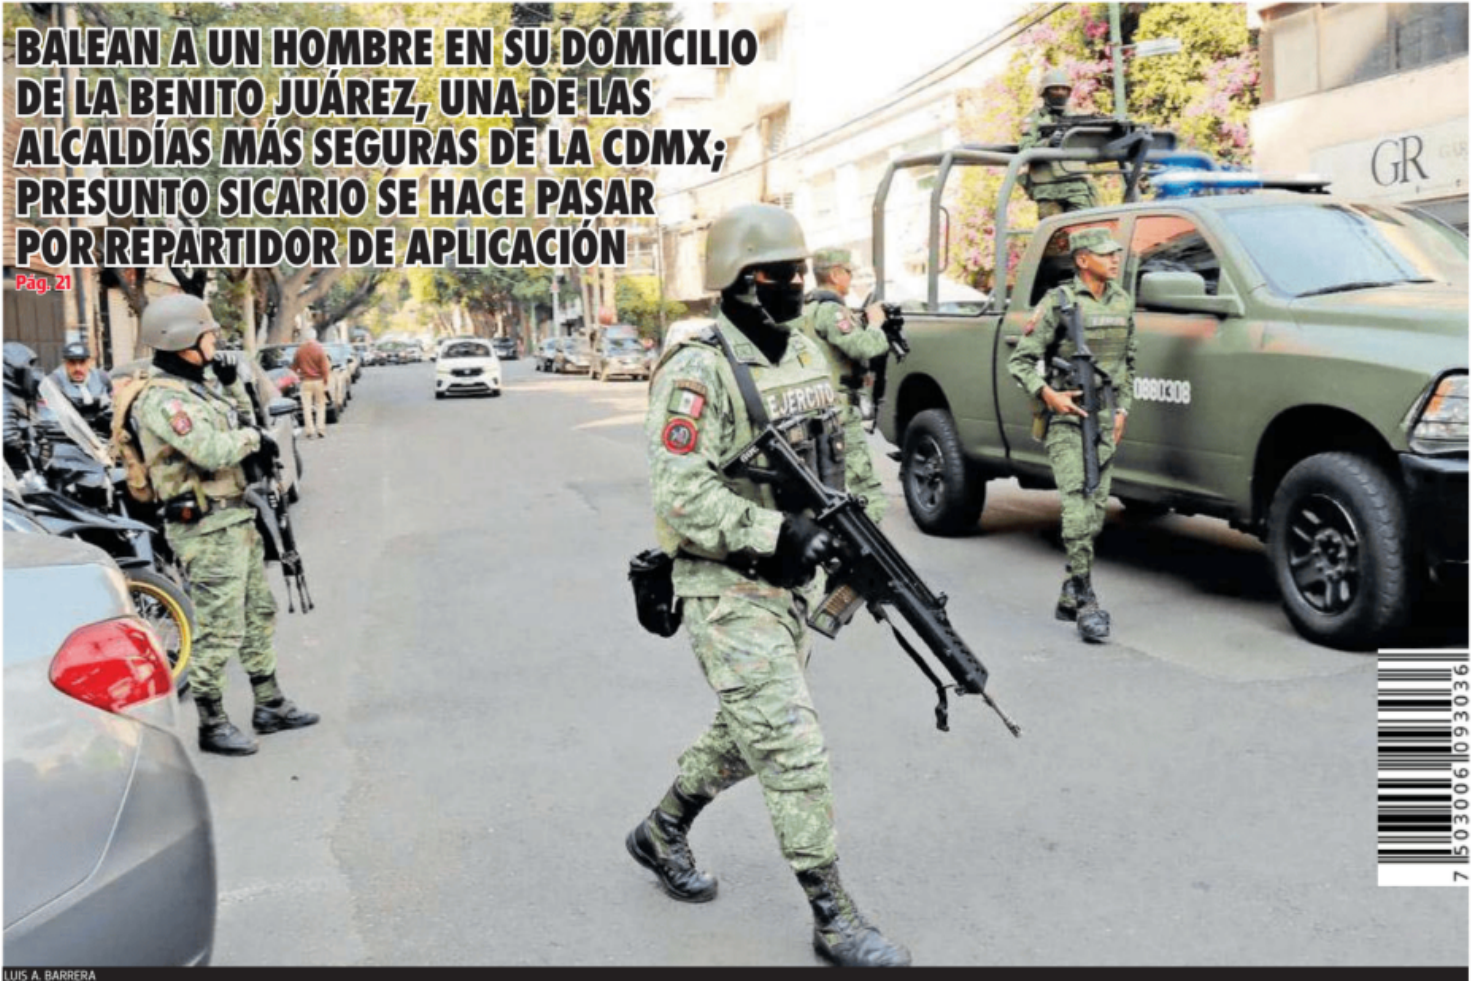 BALEAN A UN HOMBRE EN SU DOMICILIO
DE LA BENITO JUÁREZ, UNA DE LAS
ALCALDÍAS MÁS SEGURAS DE LA CDMX;
PRESUNTO SICARIO SE HACE PASAR
POR REPARTIDOR DE APLICACIÓN
Pág. 21
GR
EJERCITO
0880308
7 503006 093036
LUIS A. BARRERA